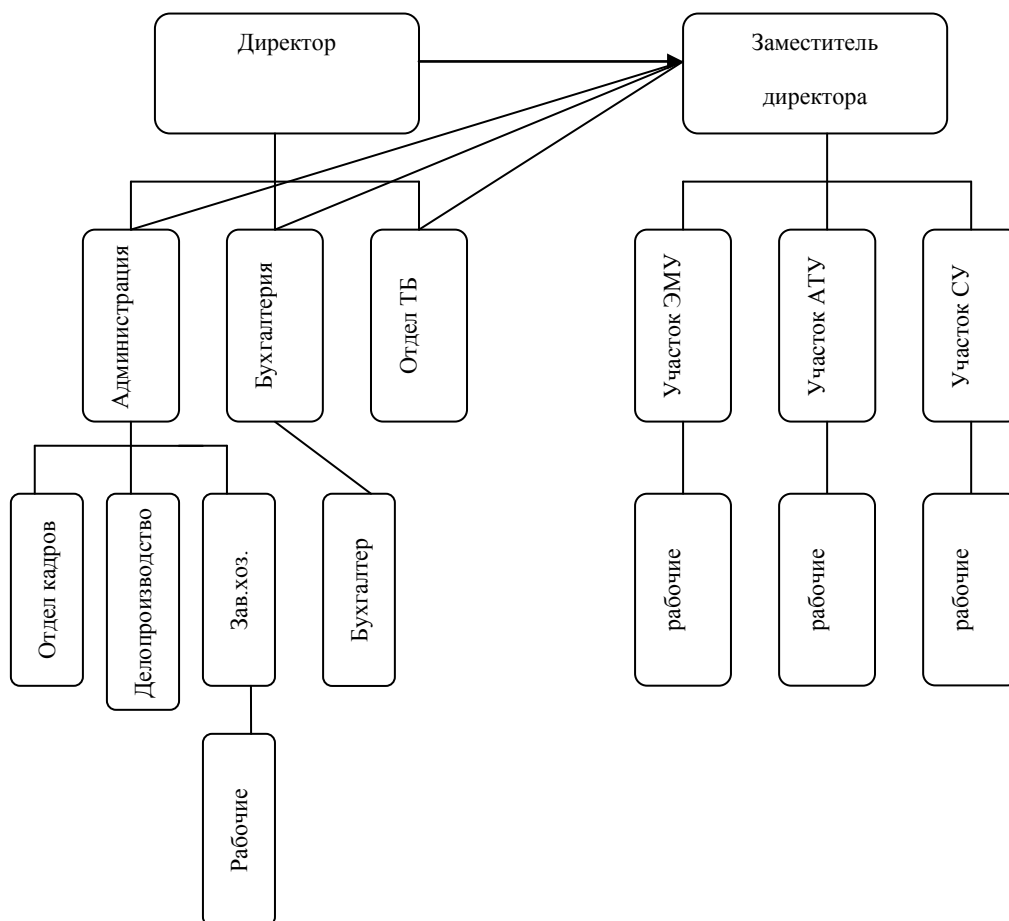 Директор
Заместитель
директора
Администрация
Бухгалтерия
Отдел ТБ
Участок ЭМУ
Участок АТУ
Участок СУ
Отдел кадров
Делопроизводство
Зав.хоз.
Бухгалтер
рабочие
рабочие
рабочие
Рабочие